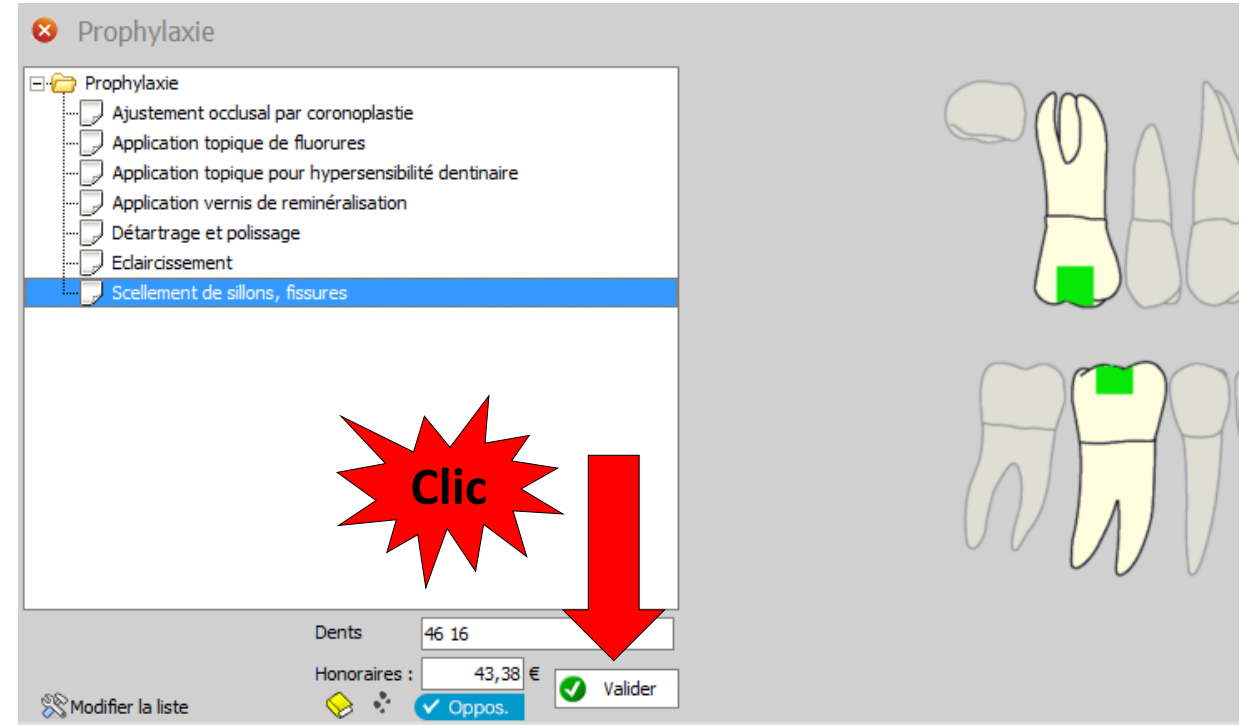 Prophylaxie
Prophylaxie
Ajustement occlusal par coronoplastie
Application topique de fluorures
Application topique pour hypersensibilité dentinaire
Application vernis de reminéralisation
Détartrage et polissage
Eclaircissement
Scellement de sillons, fissures
Clic
Dents 46 16
Honoraires : 43,38 €
Valider
Modifier la liste
Oppos.